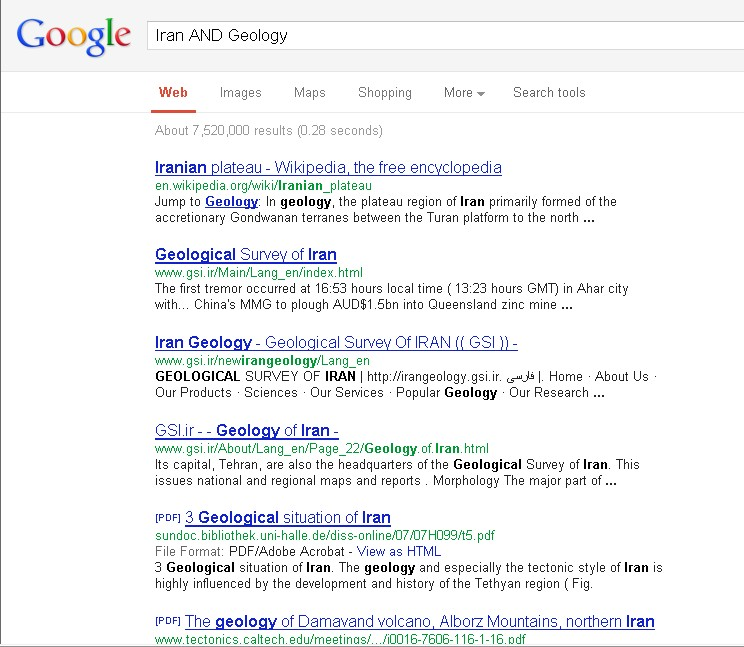 Google
Iran AND Geology
Web Images Maps Shopping More Search tools
About 7,520,000 results (0.28 seconds)
Iranian plateau - Wikipedia, the free encyclopedia
en.wikipedia.org/wiki/Iranian_plateau
Jump to Geology: In geology, the plateau region of Iran primarily formed of the
accretionary Gondwanan terranes between the Turan platform to the north ...
Geological Survey of Iran
www.gsi.ir/Main/Lang_en/index.html
The first tremor occurred at 16:53 hours local time ( 13:23 hours GMT) in Ahar city
with... China's MMG to plough AUD$1.5bn into Queensland zinc mine ...
Iran Geology - Geological Survey Of IRAN (( GSI )) -
www.gsi.ir/newirangeology/Lang_en
GEOLOGICAL SURVEY OF IRAN | http://irangeology.gsi.ir. فارسی |. Home · About Us ·
Our Products · Sciences · Our Services · Popular Geology · Our Research ...
GSI.ir - - Geology of Iran -
www.gsi.ir/About/Lang_en/Page_22/Geology.of.Iran.html
Its capital, Tehran, are also the headquarters of the Geological Survey of Iran. This
issues national and regional maps and reports . Morphology The major part of ...
[PDF] 3 Geological situation of Iran
sundoc.bibliothek.uni-halle.de/diss-online/07/07H099/t5.pdf
File Format: PDF/Adobe Acrobat - View as HTML
3 Geological situation of Iran. The geology and especially the tectonic style of Iran is
highly influenced by the development and history of the Tethyan region ( Fig.
[PDF] The geology of Damavand volcano, Alborz Mountains, northern Iran
www.tectonics.caltech.edu/meetings/.../i0016-7606-116-1-16.pdf